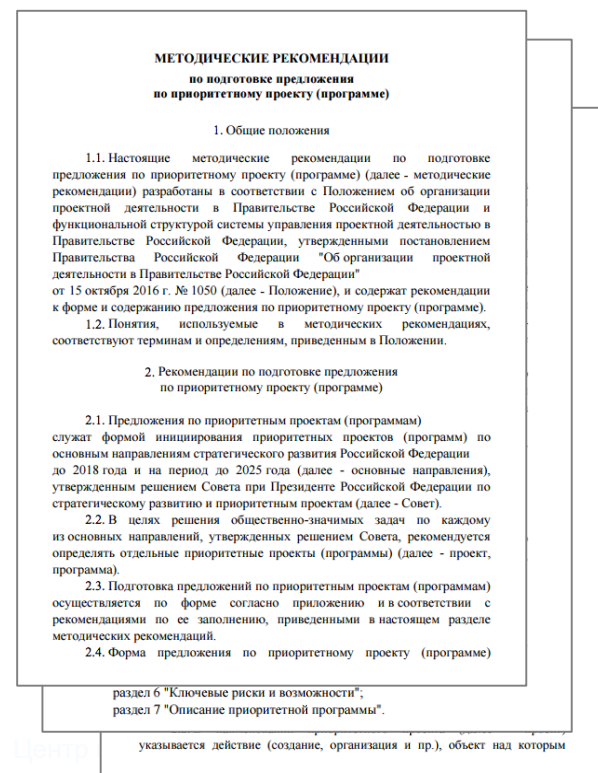 МЕТОДИЧЕСКИЕ РЕКОМЕНДАЦИИ
по подготовке предложения
по приоритетному проекту (программе)
1. Общие положения
1.1. Настоящие методические рекомендации по подготовке
предложения по приоритетному проекту (программе) (далее - методические
рекомендации) разработаны в соответствии с Положением об организации
проектной деятельности в Правительстве Российской Федерации и
функциональной структурой системы управления проектной деятельностью в
Правительстве Российской Федерации, утвержденными постановлением
Правительства Российской Федерации "Об организации проектной
деятельности в Правительстве Российской Федерации"
от 15 октября 2016 г. № 1050 (далее - Положение), и содержат рекомендации
к форме и содержанию предложения по приоритетному проекту (программе).
1.2. Понятия, используемые в методических рекомендациях,
соответствуют терминам и определениям, приведенным в Положении.
2. Рекомендации по подготовке предложения
по приоритетному проекту (программе)
2.1. Предложения по приоритетным проектам (программам)
служат формой инициирования приоритетных проектов (программ) по
основным направлениям стратегического развития Российской Федерации
до 2018 года и на период до 2025 года (далее - основные направления),
утвержденным решением Совета при Президенте Российской Федерации по
стратегическому развитию и приоритетным проектам (далее - Совет).
2.2. В целях решения общественно-значимых задач по каждому
из основных направлений, утвержденных решением Совета, рекомендуется
определять отдельные приоритетные проекты (программы) (далее - проект,
программа).
2.3. Подготовка предложений по приоритетным проектам (программам)
осуществляется по форме согласно приложению и в соответствии с
рекомендациями по ее заполнению, приведенными в настоящем разделе
методических рекомендаций.
2.4. Форма предложения по приоритетному проекту (программе)
раздел 6 "Ключевые риски и возможности";
раздел 7 "Описание приоритетной программы".
Центр
указывается действие (создание, организация и пр.), объект над которым